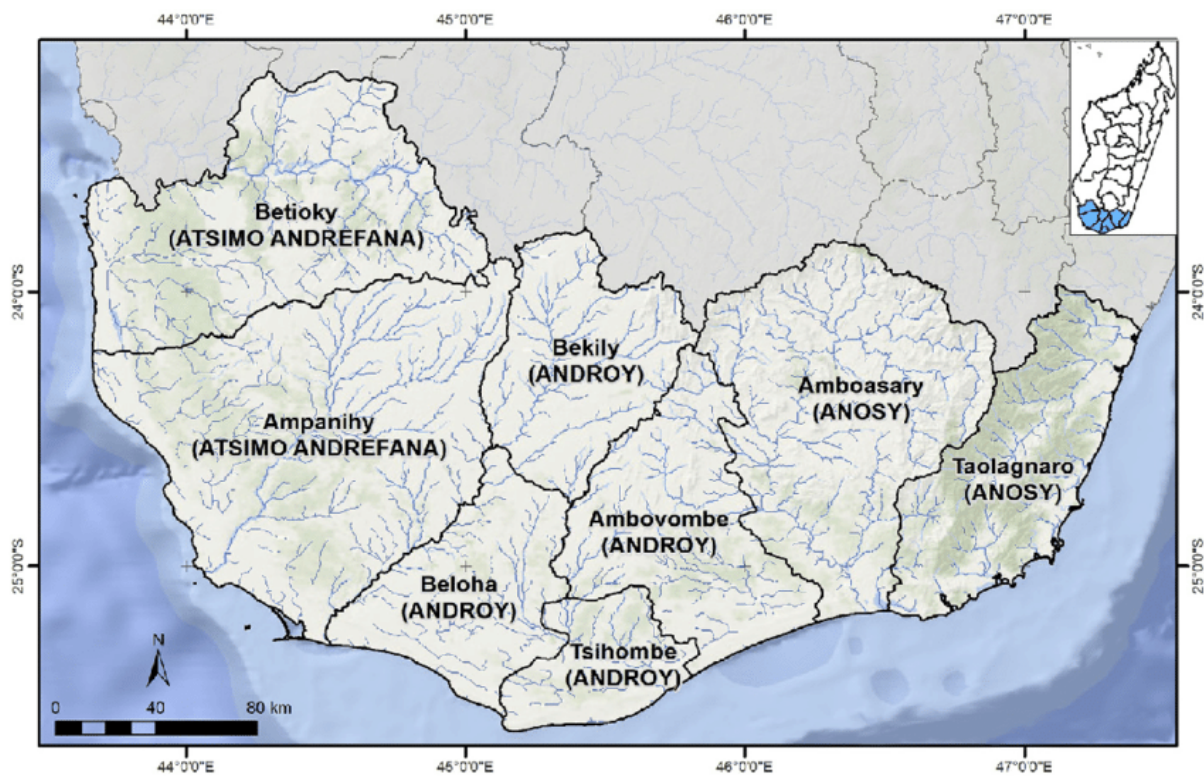 44°0'0"E 45°0'0"E 46°0'0"E 47°0'0"E
Betioky
(ATSIMO ANDREFANA)
24°0'0"S 24°0'0"S
Bekily
(ANDROY)
Amboasary
(ANOSY)
Ampanihy
(ATSIMO ANDREFANA)
Taolagnaro
(ANOSY)
Ambovombe
(ANDROY)
25°0'0"S 25°0'0"S
Beloha
(ANDROY)
Tsihombe
(ANDROY)
N
0 40 80 km
44°0'0"E 45°0'0"E 46°0'0"E 47°0'0"E